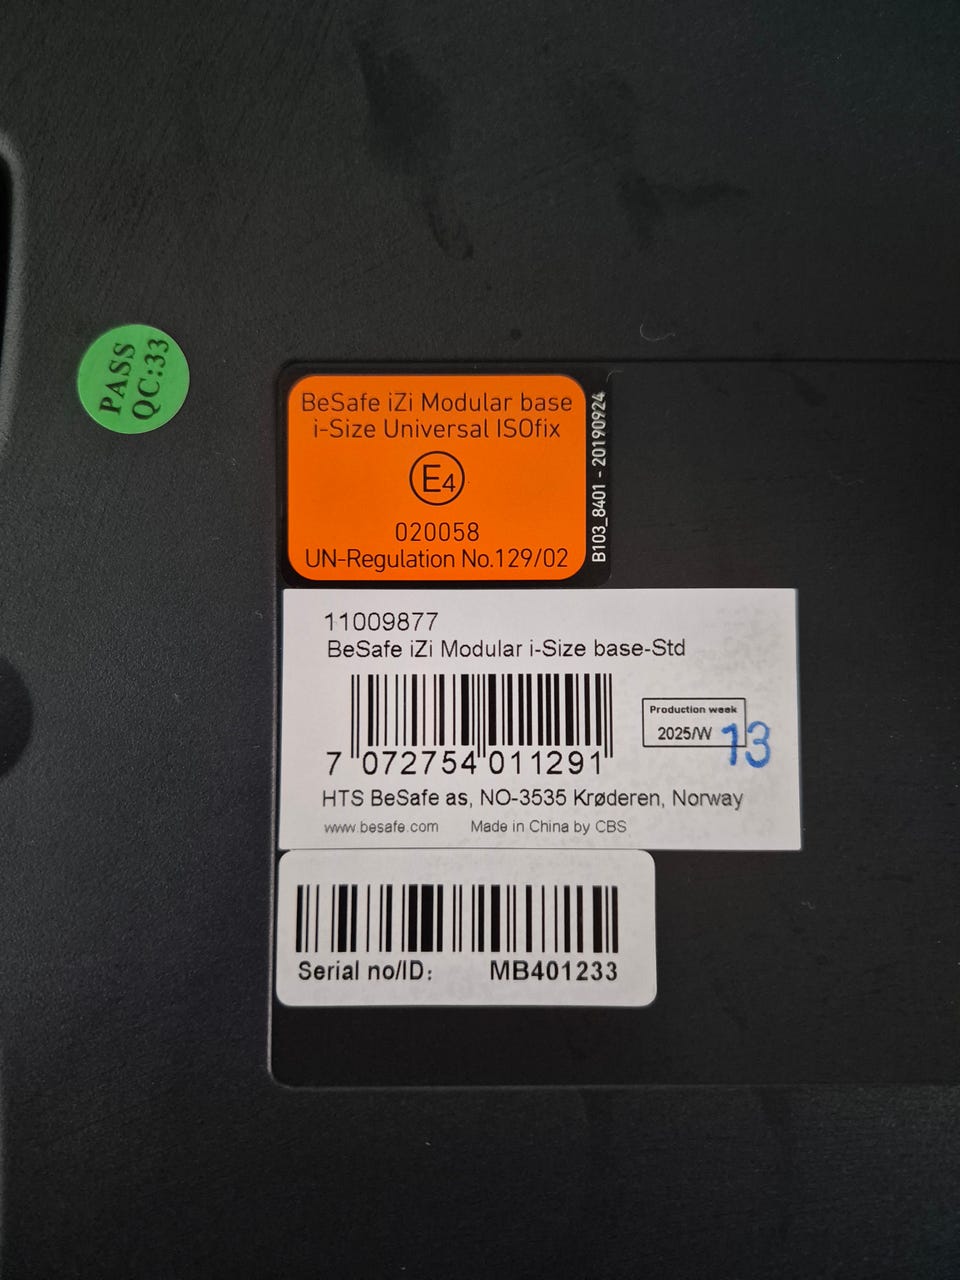 PASS
QC:33
BeSafe iZi Modular base
i-Size Universal ISOfix
E4
020058
UN-Regulation No.129/02
B103_8401 - 20190924
11009877
BeSafe iZi Modular i-Size base-Std
7 072754 011291
Production week
2025/W 13
HTS BeSafe as, NO-3535 Krøderen, Norway
www.besafe.com Made in China by CBS
Serial no/ID: MB401233